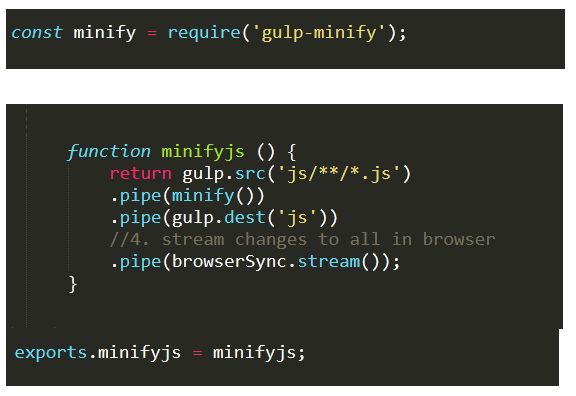 const minify = require('gulp-minify');
function minifyjs () {
return gulp.src('js/**/*.js')
.pipe(minify())
.pipe(gulp.dest('js'))
//4. stream changes to all in browser
.pipe(browserSync.stream());
}
exports.minifyjs = minifyjs;